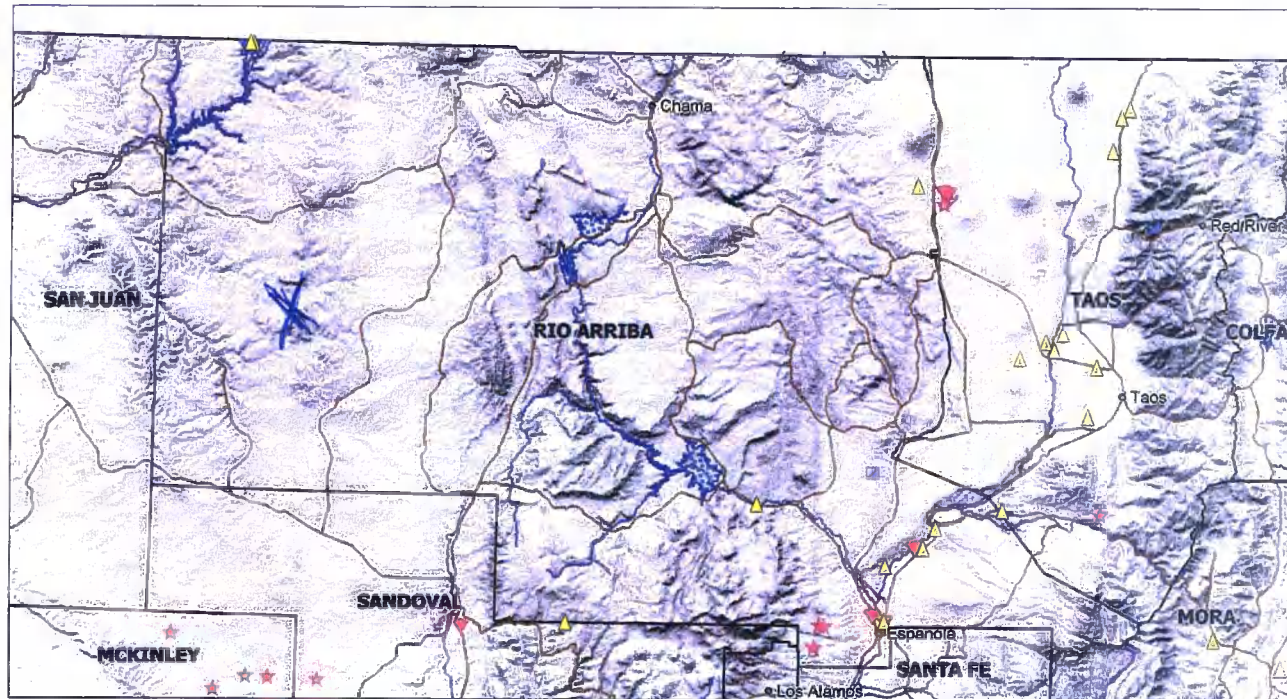 Chama
Red River
SAN JUAN
TAOS
RIO ARRIBA
COLFA
Taos
SANDOVAL
MORA
Espanola
MCKINLEY
SANTA FE
Los Alamos